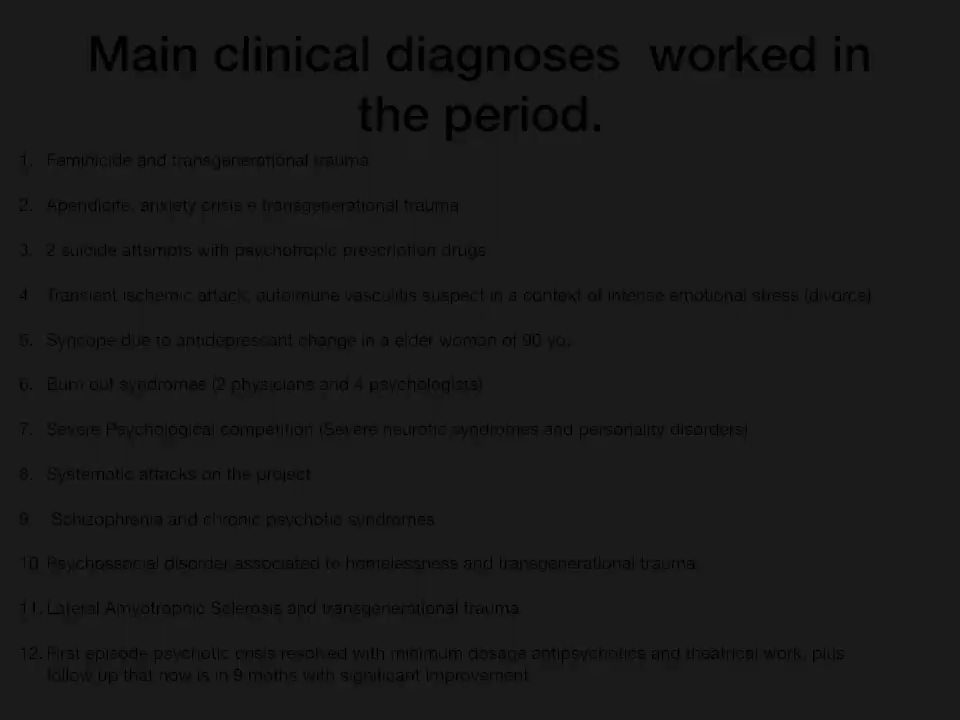 Main clinical diagnoses worked in
the period.
1. Feminicide and transgenerational trauma
2. Apendicite, anxiety crisis e transgenerational trauma
3. 2 suicide attempts with psychotropic prescription drugs
4. Transient ischemic attack, autoimune vasculitis suspect in a context of intense emotional stress (divorce)
5. Syncope due to antidepressant change in a elder woman of 90 yo.
6. Burn out syndromes (2 physicians and 4 psychologists)
7. Severe Psychological competition (Severe neurotic syndromes and personality disorders)
8. Systematic attacks on the project
9. Schizophrenia and chronic psychotic syndromes
10. Psychossocial disorder associated to homelessness and transgenerational trauma
11. Lateral Amyotrophic Sclerosis and transgenerational trauma
12. First episode psychotic crisis resolved with minimum dosage antipsychotics and theatrical work, plus
follow up that now is in 9 moths with significant improvement